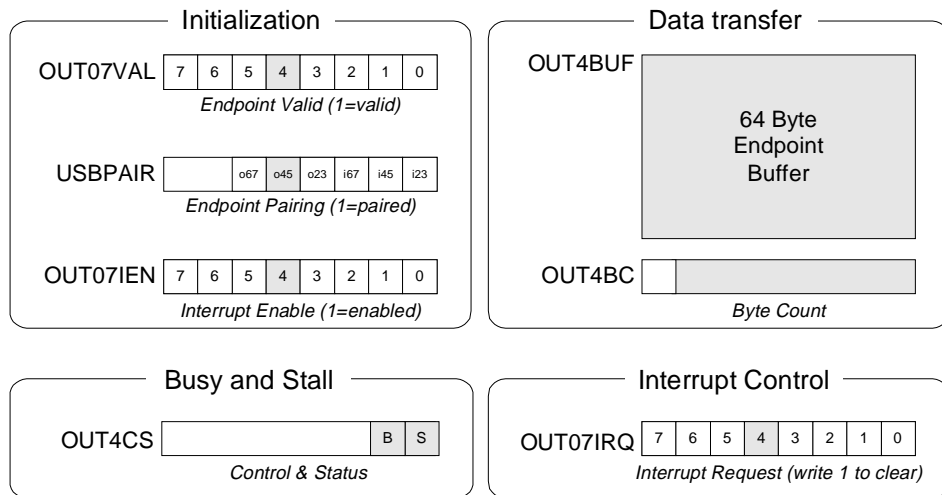 Initialization
OUT07VAL 7 6 5 4 3 2 1 0
Endpoint Valid (1=valid)
USBPAIR o67 o45 o23 i67 i45 i23
Endpoint Pairing (1=paired)
OUT07IEN 7 6 5 4 3 2 1 0
Interrupt Enable (1=enabled)
Data transfer
OUT4BUF
64 Byte
Endpoint
Buffer
OUT4BC
Byte Count
Busy and Stall
OUT4CS B S
Control & Status
Interrupt Control
OUT07IRQ 7 6 5 4 3 2 1 0
Interrupt Request (write 1 to clear)